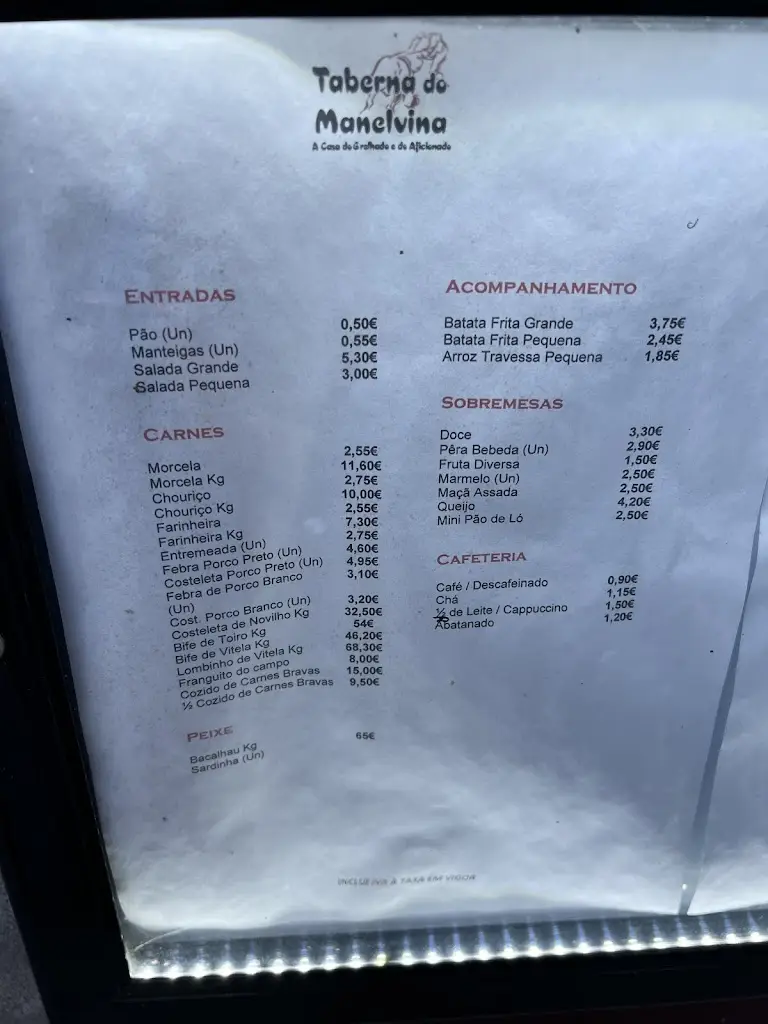 Taberna do
Manelvina
A Casa do Grelhado e do Aficionado
ENTRADAS
Pão (Un) 0,50€
Manteigas (Un) 0,55€
Salada Grande 5,30€
Salada Pequena 3,00€
CARNES
Morcela 2,55€
Morcela Kg 11,60€
Chouriço 2,75€
Chouriço Kg 10,00€
Farinheira 2,55€
Farinheira Kg 7,30€
Entremeada (Un) 2,75€
Febra Porco Preto (Un) 4,60€
Costeleta Porco Preto (Un) 4,95€
Febra de Porco Branco 3,10€
(Un)
Cost. Porco Branco (Un) 3,20€
Costeleta de Novilho Kg 32,50€
Bife de Toiro Kg 54€
Bife de Vitela Kg 46,20€
Lombinho de Vitela Kg 68,30€
Franguito do campo 8,00€
Cozido de Carnes Bravas 15,00€
½ Cozido de Carnes Bravas 9,50€
PEIXE
Bacalhau Kg 65€
Sardinha (Un)
ACOMPANHAMENTO
Batata Frita Grande 3,75€
Batata Frita Pequena 2,45€
Arroz Travessa Pequena 1,85€
SOBREMESAS
Doce 3,30€
Pêra Bebeda (Un) 2,90€
Fruta Diversa 1,50€
Marmelo (Un) 2,50€
Maçã Assada 2,50€
Queijo 4,20€
Mini Pão de Ló 2,50€
CAFETERIA
Café / Descafeinado 0,90€
Chá 1,15€
½ de Leite / Cappuccino 1,50€
Abatanado 1,20€
INCLUÍ IVA À TAXA EM VIGOR